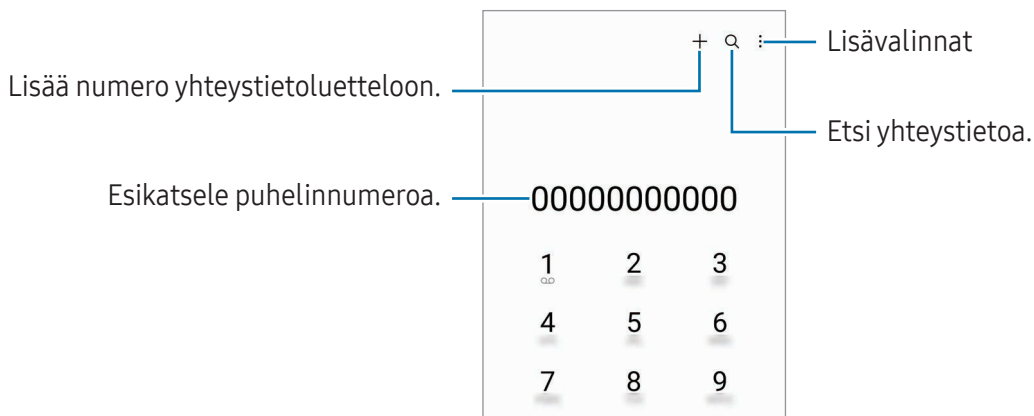 Lisävalinnat
Lisää numero yhteystietoluetteloon.
Etsi yhteystietoa.
Esikatsele puhelinnumeroa.
00000000000
1 2 3
4 5 6
7 8 9